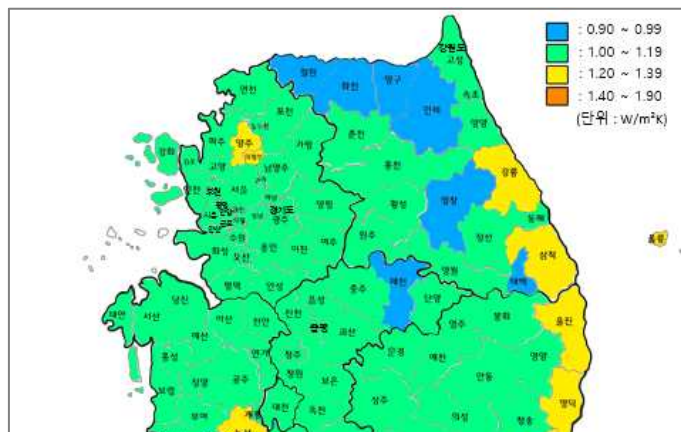 : 0.90 ~ 0.99
: 1.00 ~ 1.19
: 1.20 ~ 1.39
: 1.40 ~ 1.90
(단위 : W/m²K)
강원도
고성
철원
화천
양구
인제
속초
양양
연천
포천
춘천
파주
양주
가평
강화
고양
남양주
홍천
강릉
인천
부천
서울
평창
횡성
경기도
양평
동해
시흥
수원
광주
원주
정선
울릉
화성
오산
용인
이천
여주
삼척
평택
안성
영월
태백
제천
충주
단양
음성
진천
태안
서산
당진
아산
천안
봉화
울진
영주
증평
괴산
예산
홍성
연기
청주
문경
예천
영양
청양
공주
청원
보은
안동
보령
상주
영덕
부여
대전
옥천
의성
청송